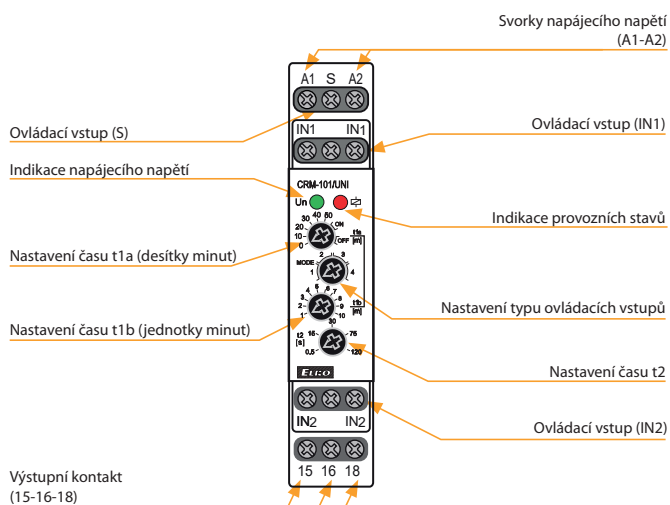 Svorky napájecího napětí
(A1-A2)
A1 S A2
Ovládací vstup (S)
IN1 IN1
Ovládací vstup (IN1)
Indikace napájecího napětí
CRM-101/UNI
Un
Indikace provozních stavů
0 10 20 30 40 50 ON OFF
t1a
[m]
Nastavení času t1a (desítky minut)
MODE
1 2 3 4
Nastavení typu ovládacích vstupů
1 2 3 4 5 6 7 8 9 10
t1b
[m]
Nastavení času t1b (jednotky minut)
t2
[s]
0.5 15 30 75 120
Nastavení času t2
ELKO
IN2 IN2
Ovládací vstup (IN2)
15 16 18
Výstupní kontakt
(15-16-18)